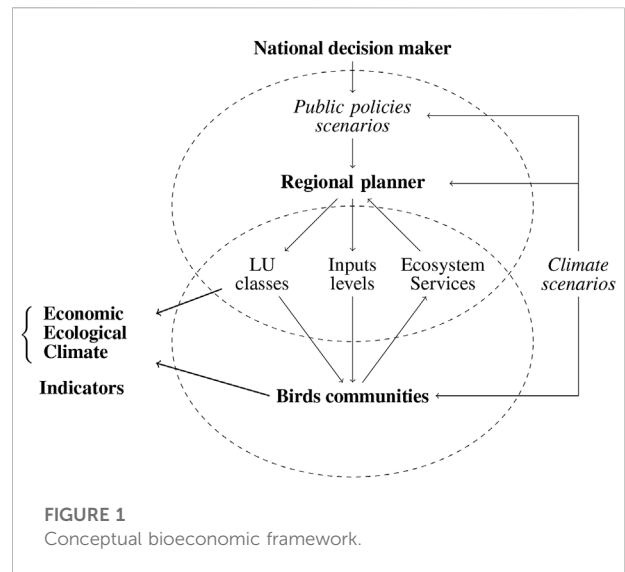 National decision maker
Public policies
scenarios
Regional planner
LU
classes
Inputs
levels
Ecosystem
Services
Climate
scenarios
Economic
Ecological
Climate
Indicators
Birds communities
FIGURE 1
Conceptual bioeconomic framework.